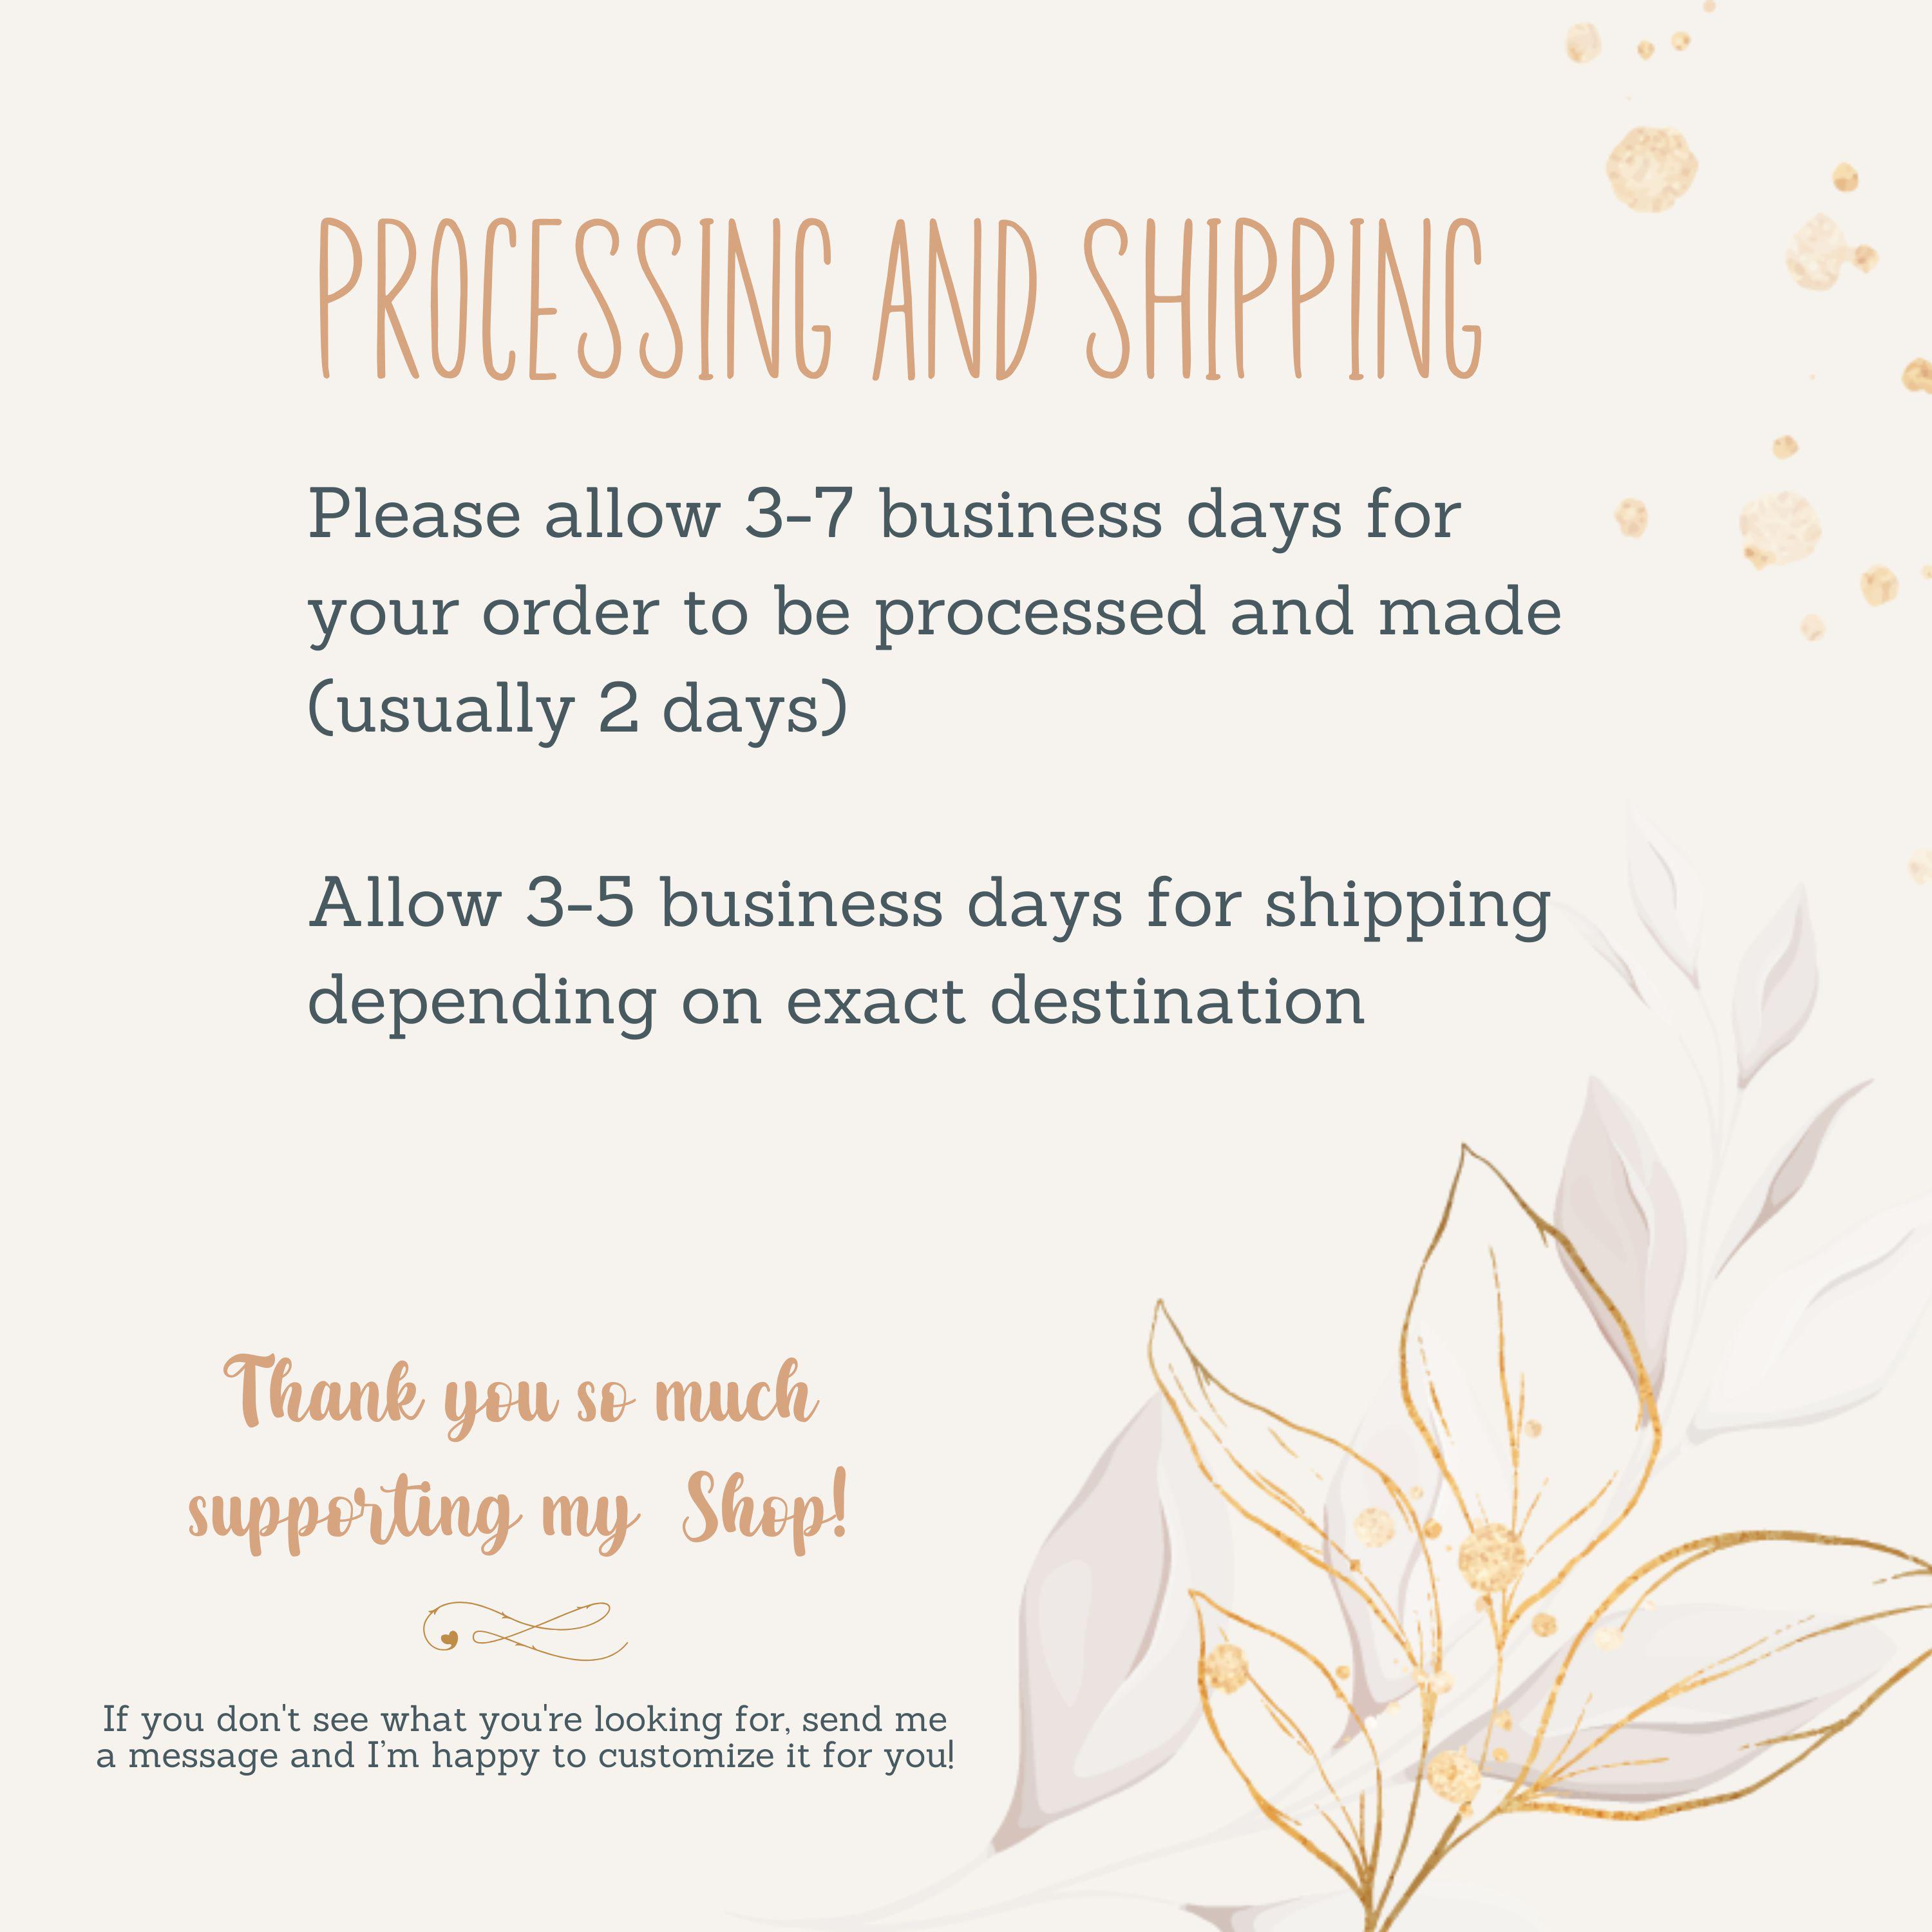 PROCESSING AND SHIPPING
Please allow 3-7 business days for
your order to be processed and made
(usually 2 days)
Allow 3-5 business days for shipping
depending on exact destination
Thank you so much
supporting my Shop!
If you don't see what you're looking for, send me
a message and I’m happy to customize it for you!